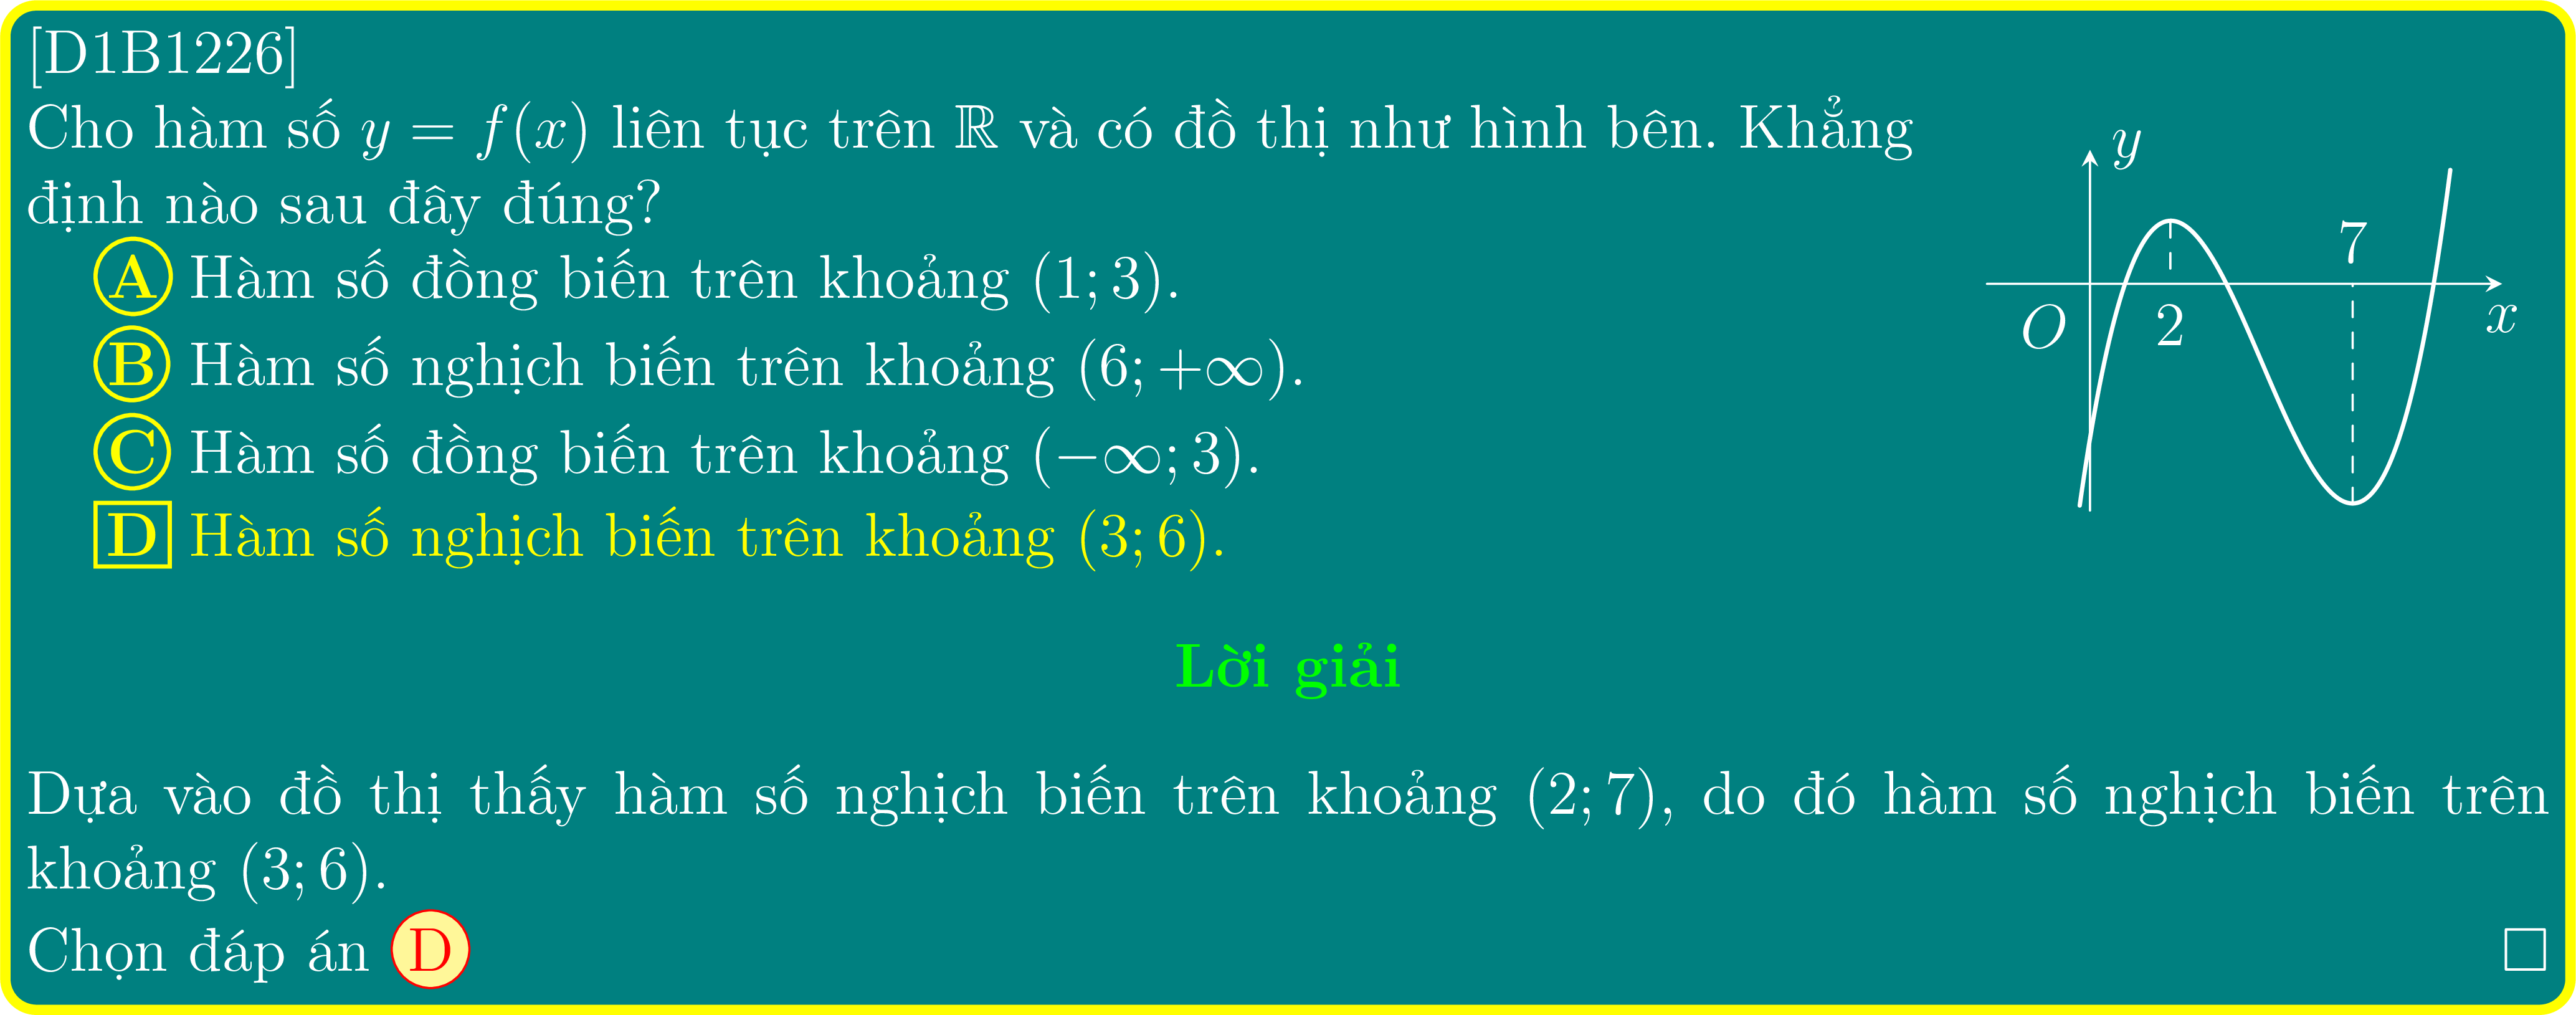 [D1B1226]
Cho hàm số y = f(x) liên tục trên ℝ và có đồ thị như hình bên. Khẳng
định nào sau đây đúng?
A Hàm số đồng biến trên khoảng (1; 3).
B Hàm số nghịch biến trên khoảng (6; +∞).
C Hàm số đồng biến trên khoảng (−∞; 3).
D Hàm số nghịch biến trên khoảng (3; 6).
y
7
O
2
x
Lời giải
Dựa vào đồ thị thấy hàm số nghịch biến trên khoảng (2; 7), do đó hàm số nghịch biến trên
khoảng (3; 6).
Chọn đáp án D □